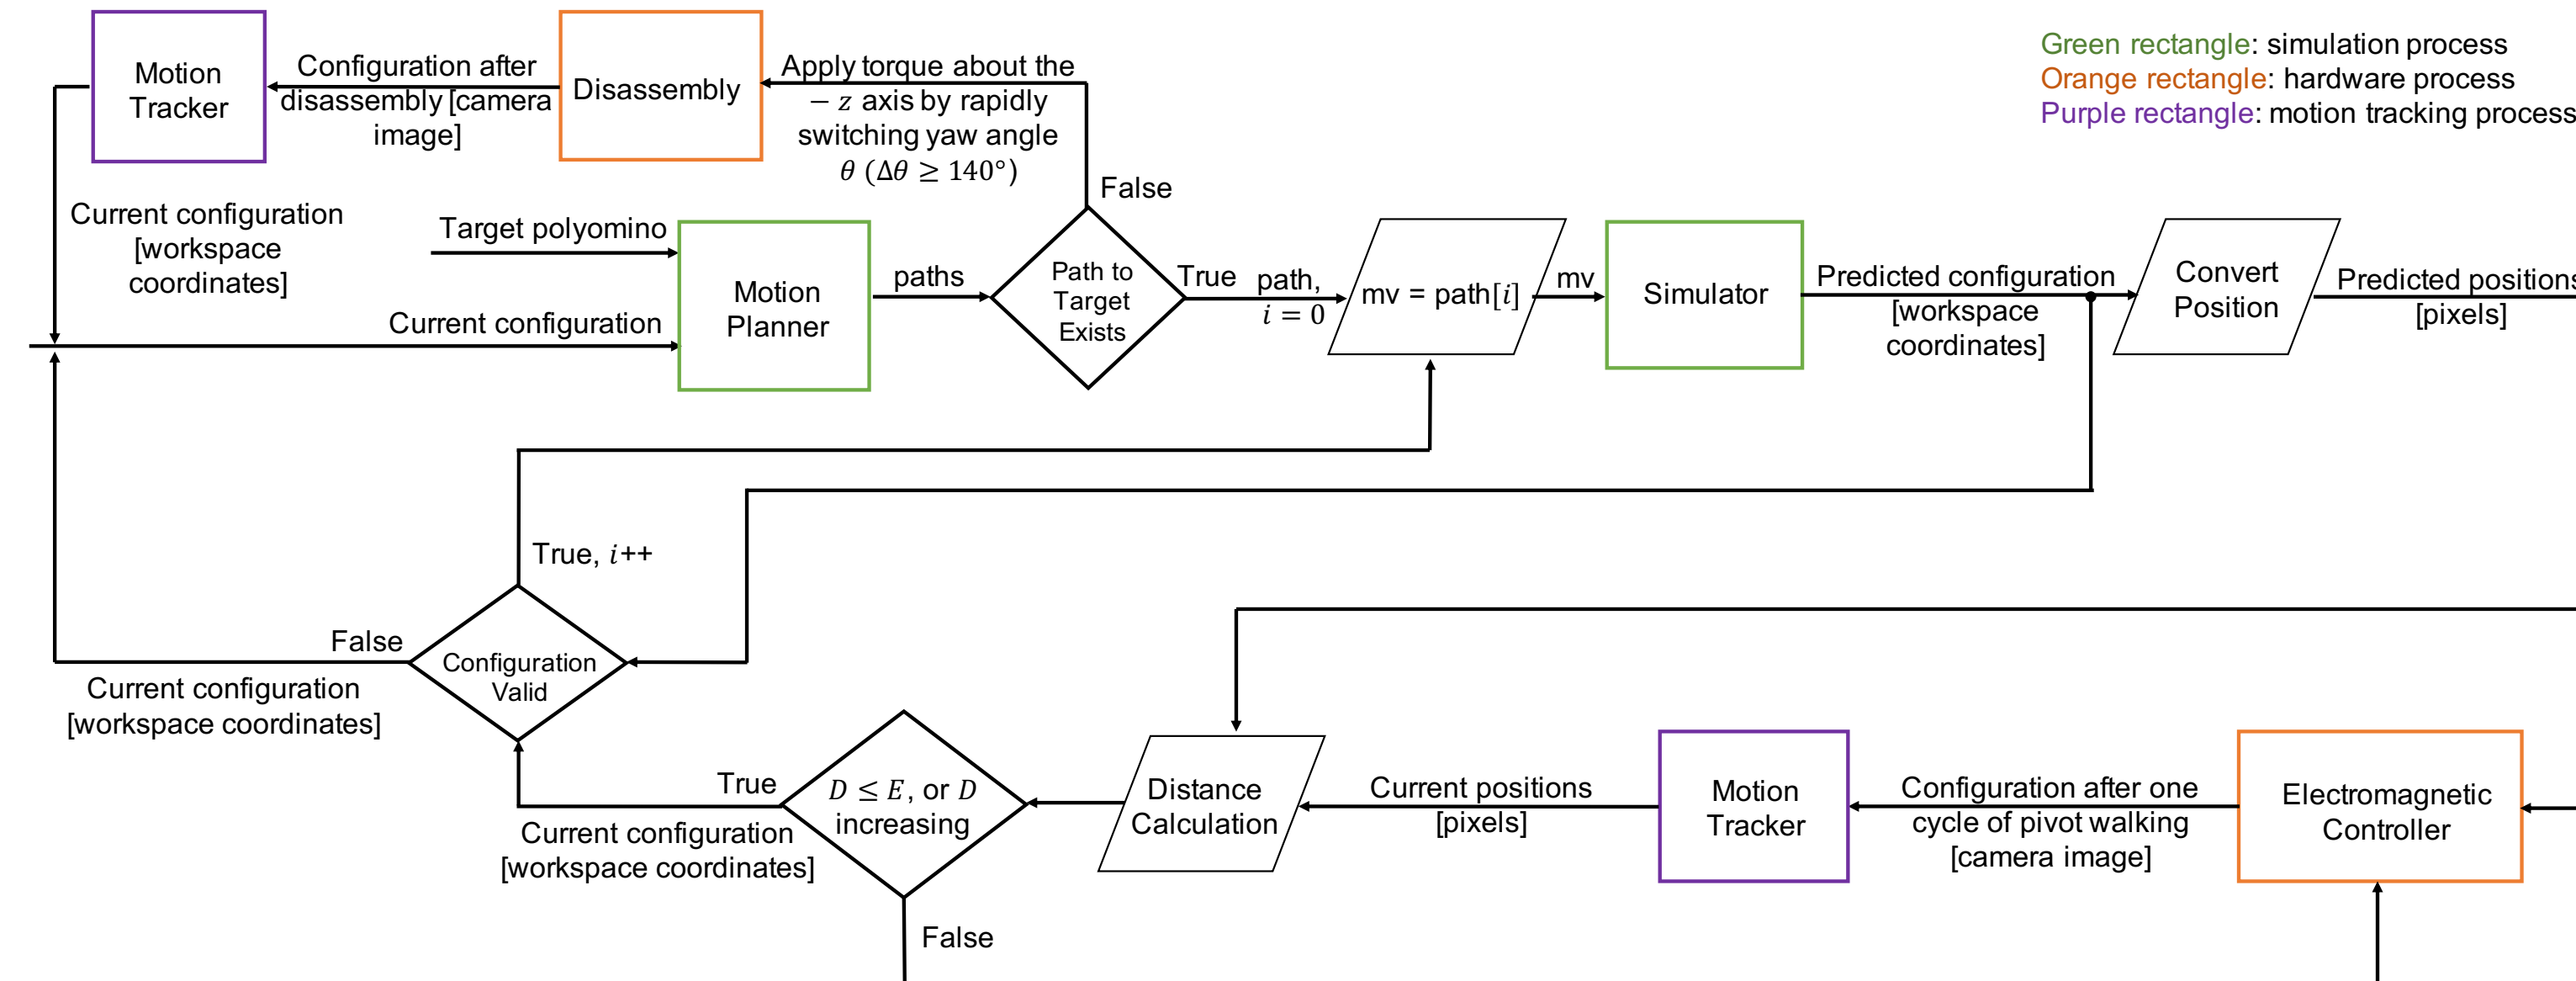 Motion
Tracker
Configuration after
disassembly [camera
image]
Disassembly
Apply torque about the
− z axis by rapidly
switching yaw angle
θ (Δθ ≥ 140°)
Green rectangle: simulation process
Orange rectangle: hardware process
Purple rectangle: motion tracking process
False
Current configuration
[workspace
coordinates]
Target polyomino
Current configuration
Motion
Planner
paths
Path to
Target
Exists
True
path,
i = 0
mv = path[i]
mv
Simulator
Predicted configuration
[workspace
coordinates]
Convert
Position
Predicted positions
[pixels]
True, i++
False
Configuration
Valid
Current configuration
[workspace coordinates]
True
Current configuration
[workspace coordinates]
D ≤ E, or D
increasing
False
Distance
Calculation
Current positions
[pixels]
Motion
Tracker
Configuration after one
cycle of pivot walking
[camera image]
Electromagnetic
Controller